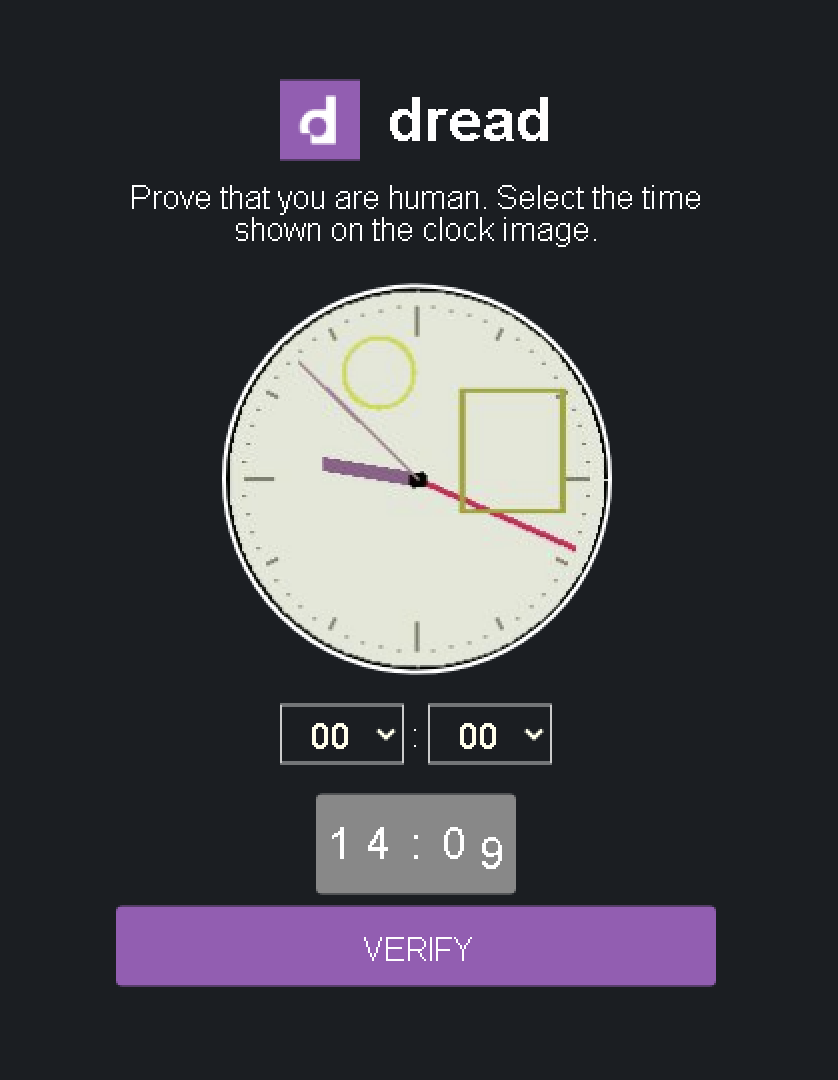 d dread
Prove that you are human. Select the time
shown on the clock image.
00 : 00
14 : 09
VERIFY